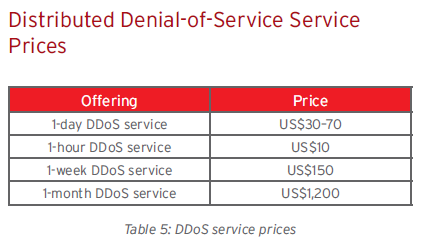 Distributed Denial-of-Service Service
Prices
Offering Price
1-day DDoS service US$30–70
1-hour DDoS service US$10
1-week DDoS service US$150
1-month DDoS service US$1,200
Table 5: DDoS service prices